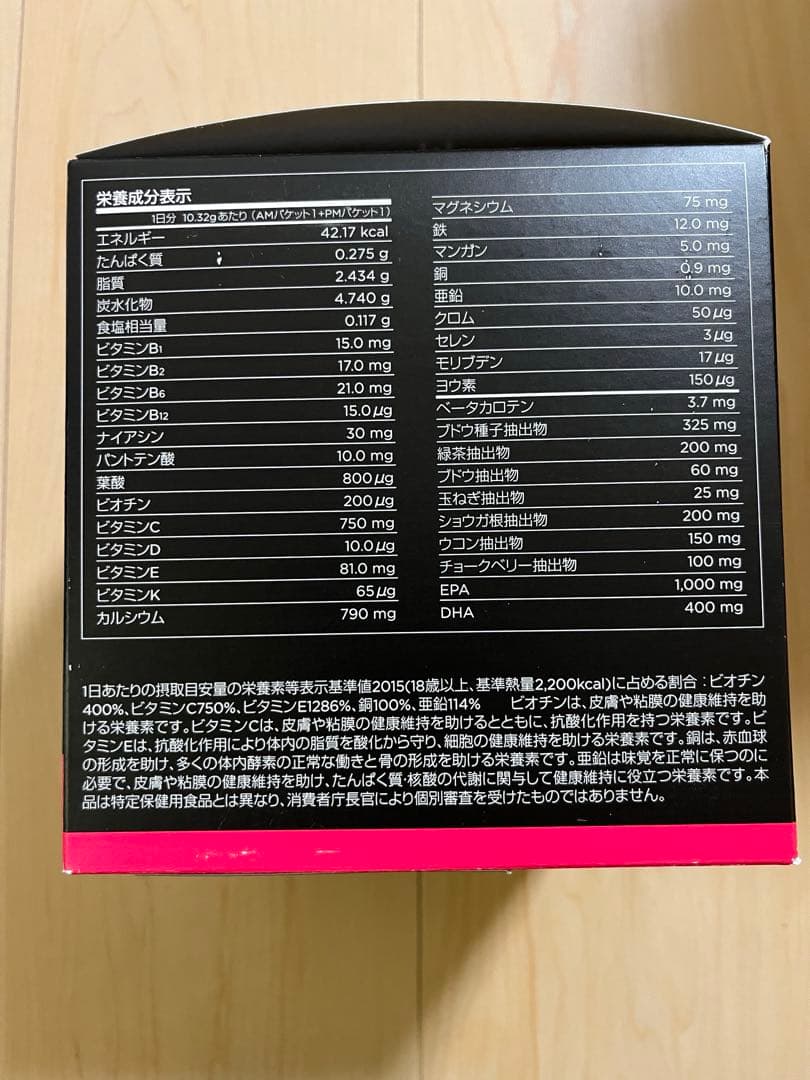 栄養成分表示
1日分 10.32gあたり（AMパケット1+PMパケット1）
エネルギー 42.17 kcal
たんぱく質 0.275 g
脂質 2.434 g
炭水化物 4.740 g
食塩相当量 0.117 g
ビタミンB1 15.0 mg
ビタミンB2 17.0 mg
ビタミンB6 21.0 mg
ビタミンB12 15.0μg
ナイアシン 30 mg
パントテン酸 10.0 mg
葉酸 800μg
ビオチン 200μg
ビタミンC 750 mg
ビタミンD 10.0μg
ビタミンE 81.0 mg
ビタミンK 65μg
カルシウム 790 mg
マグネシウム 75 mg
鉄 12.0 mg
マンガン 5.0 mg
銅 0.9 mg
亜鉛 10.0 mg
クロム 50μg
セレン 3μg
モリブデン 17μg
ヨウ素 150μg
ベータカロテン 3.7 mg
ブドウ種子抽出物 325 mg
緑茶抽出物 200 mg
ブドウ抽出物 60 mg
玉ねぎ抽出物 25 mg
ショウガ根抽出物 200 mg
ウコン抽出物 150 mg
チョークベリー抽出物 100 mg
EPA 1,000 mg
DHA 400 mg
1日あたりの摂取目安量の栄養素等表示基準値2015(18歳以上、基準熱量2,200kcal)に占める割合：ビオチン
400%、ビタミンC750%、ビタミンE1286%、銅100%、亜鉛114% ビオチンは、皮膚や粘膜の健康維持を助
ける栄養素です。ビタミンCは、皮膚や粘膜の健康維持を助けるとともに、抗酸化作用を持つ栄養素です。ビ
タミンEは、抗酸化作用により体内の脂質を酸化から守り、細胞の健康維持を助ける栄養素です。銅は、赤血球
の形成を助け、多くの体内酵素の正常な働きと骨の形成を助ける栄養素です。亜鉛は味覚を正常に保つのに
必要で、皮膚や粘膜の健康維持を助け、たんぱく質・核酸の代謝に関与して健康維持に役立つ栄養素です。本
品は特定保健用食品とは異なり、消費者庁長官により個別審査を受けたものではありません。